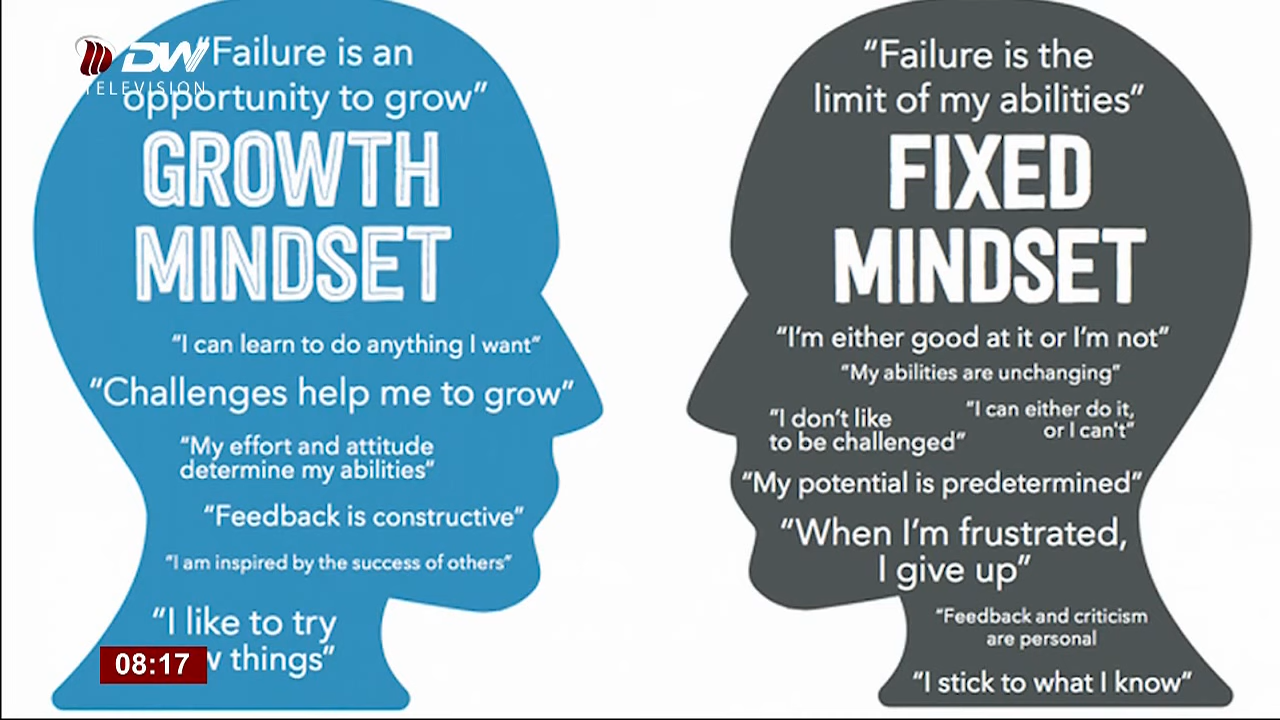 DW
TELEVISION
"Failure is an
opportunity to grow"
GROWTH
MINDSET
"I can learn to do anything I want"
"Challenges help me to grow"
"My effort and attitude
determine my abilities"
"Feedback is constructive"
"I am inspired by the success of others"
"I like to try
things"
08:17
"Failure is the
limit of my abilities"
FIXED
MINDSET
"I'm either good at it or I'm not"
"My abilities are unchanging"
"I don't like
to be challenged"
"I can either do it,
or I can't"
"My potential is predetermined"
"When I'm frustrated,
I give up"
"Feedback and criticism
are personal
"I stick to what I know"